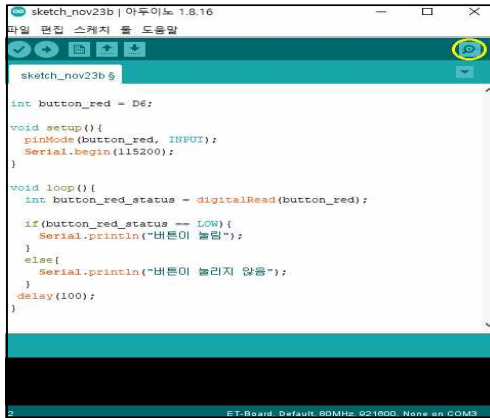 sketch_nov23b | 아두이노 1.8.16
파일 편집 스케치 툴 도움말
sketch_nov23b §
int button_red = D6;
void setup(){
pinMode(button_red, INPUT);
Serial.begin(115200);
}
void loop(){
int button_red_status = digitalRead(button_red);
if(button_red_status == LOW){
Serial.println("버튼이 눌림");
}
else{
Serial.println("버튼이 눌리지 않음");
}
delay(100);
}
2
ET-Board, Default, 80MHz, 921600, None on COM3